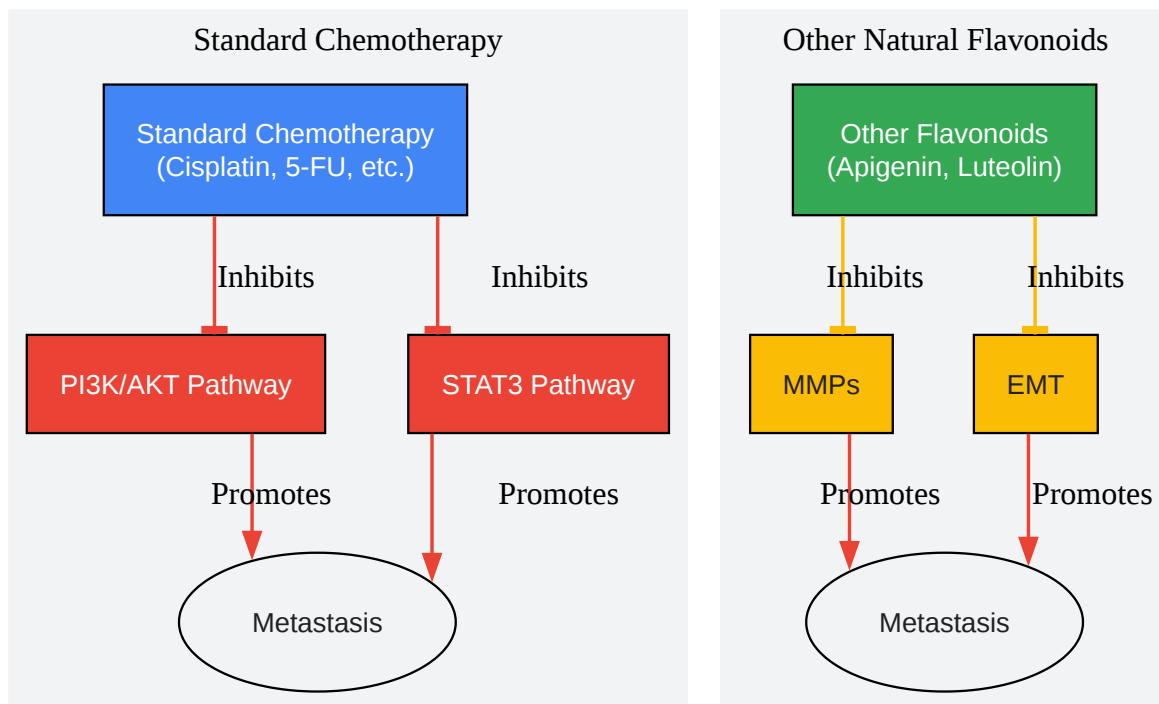 Standard Chemotherapy
Standard Chemotherapy
(Cisplatin, 5-FU, etc.)
Inhibits
Inhibits
PI3K/AKT Pathway
STAT3 Pathway
Promotes
Promotes
Metastasis
Other Natural Flavonoids
Other Flavonoids
(Apigenin, Luteolin)
Inhibits
Inhibits
MMPs
EMT
Promotes
Promotes
Metastasis